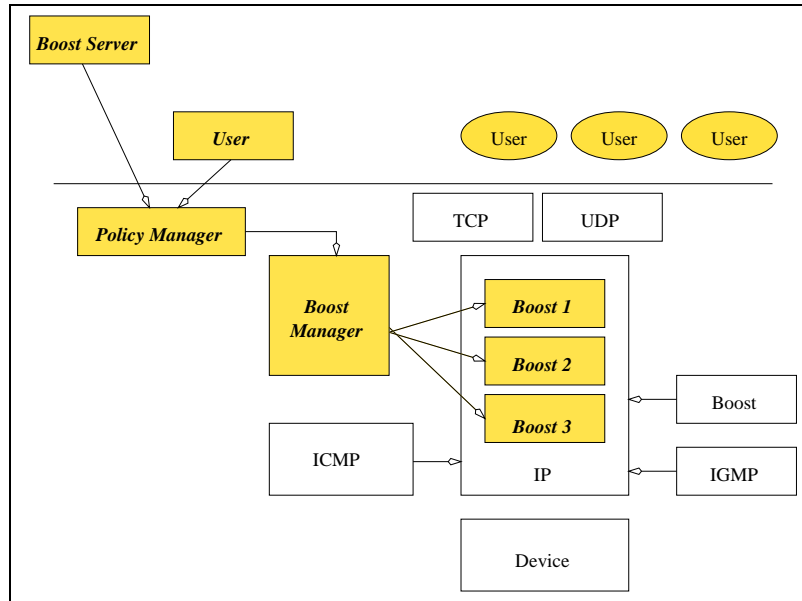 Boost Server
User
User
User
User
TCP
UDP
Policy Manager
Boost
Manager
Boost 1
Boost 2
Boost 3
Boost
ICMP
IP
IGMP
Device